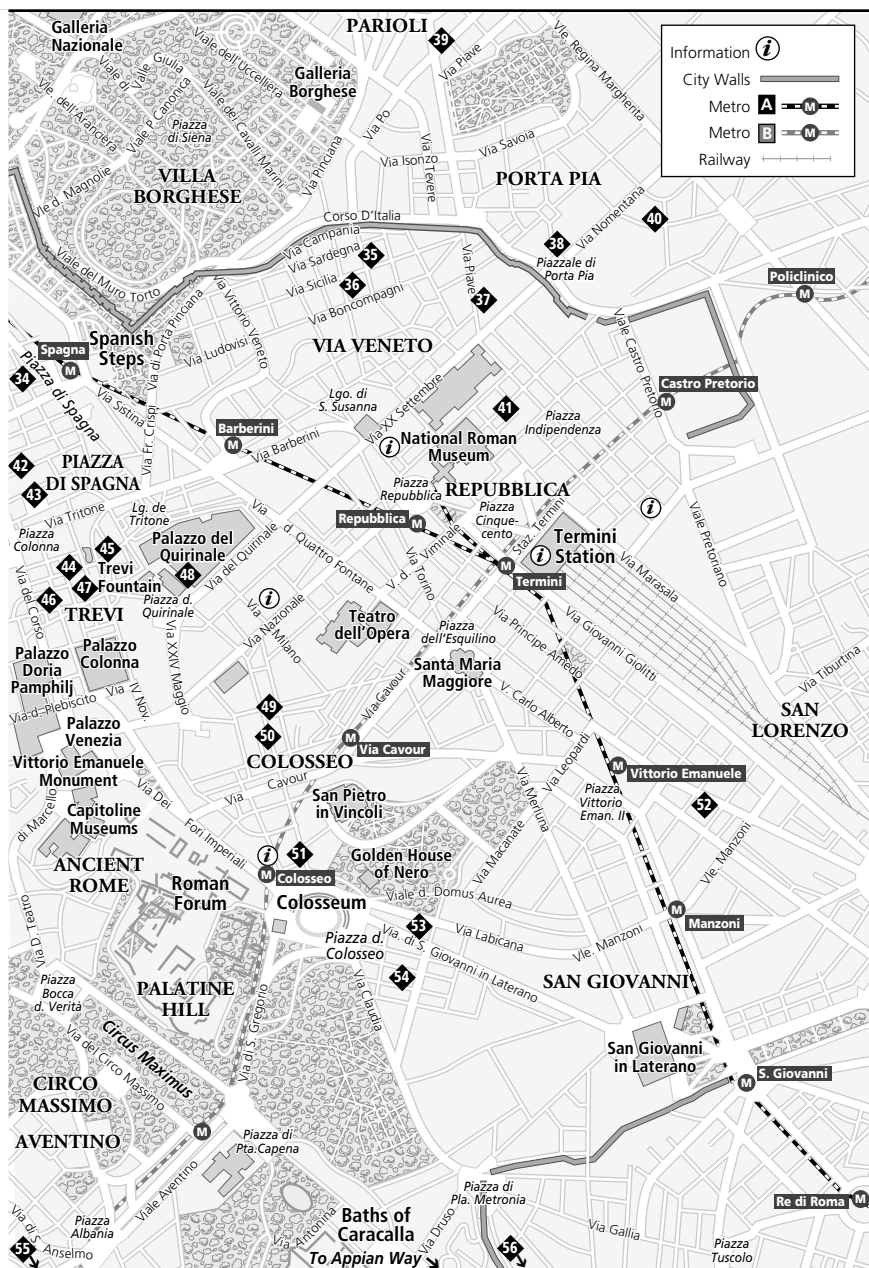 Galleria
Nazionale
PARIOLI
39
Via Piave
Vle. Regina Margherita
Information i
City Walls
Metro A M
Metro B M
Railway
Viale dell'Uccelliera
Valle Giulia
Viale di
Galleria
Borghese
Vle. dell'Aranciera
Viale P. Canonica
Piazza
di Siena
Viale dei Cavalli Marini
Via Po
Via Pinciana
Via Savoia
Via Isonzo
Via Tevere
VILLA
BORGHESE
PORTA PIA
Vle d. Magnolie
Corso D'Italia
Via Campania
40
Via Nomentana
38
Piazzale di
Porta Pia
Viale del Muro Torto
Via Sardegna
35
Via Sicilia
36
Via Piave
37
Via Boncompagni
Policlinico
M
Via di Porta Pinciana
Via Vittorio Veneto
Via Ludovisi
VIA VENETO
Viale Castro Pretorio
Spanish
Steps
Spagna
M
34
Piazza di Spagna
Via Sistina
Via Fr. Crispi
Lgo. di
S. Susanna
Via XX Settembre
Castro Pretorio
M
41
Piazza
Indipendenza
Barberini
M
Via Barberini
i
National Roman
Museum
42
PIAZZA
DI SPAGNA
43
Piazza
Repubblica
REPUBBLICA
i
Via Tritone
Lg. de
Tritone
Piazza
Colonna
Repubblica
M
Piazza
Cinque-
cento
Staz. Termini
Termini
Station
i
Viale Pretoriano
45
Palazzo del
Quirinale
48
44
Trevi
Fountain
47
46
TREVI
Via del Quirinale
Via d. Quattro Fontane
V. d. Viminale
Via Torino
M
Termini
Via Marasala
Via del Corso
Piazza d.
Quirinale
i
Via Nazionale
Via Milano
Teatro
dell'Opera
Piazza
dell'Esquilino
Via Principe Amedo
Via Giovanni Giolitti
Via XXIV Maggio
Palazzo
Doria
Pamphilj
Palazzo
Colonna
Santa Maria
Maggiore
Via Tiburtina
Via d. Plebiscito
Via IV Nov.
49
50
Via Cavour
V. Carlo Alberto
SAN
LORENZO
Palazzo
Venezia
COLOSSEO
M
Via Cavour
Vittorio Emanuele
Monument
Via Leopardi
M
Vittorio Emanuele
Via Cavour
San Pietro
in Vincoli
Via Merluna
Piazza
Vittorio
Eman. II
52
di Marcello
Capitoline
Museums
Via Dei
Fori Imperiali
Via Macanate
Vle. Manzoni
ANCIENT
ROME
i
51
M
Colosseo
Golden House
of Nero
Roman
Forum
Colosseum
Viale d. Domus Aurea
M
Manzoni
Via D. Teatro
53
Via Labicana
Vle. Manzoni
Piazza d.
Colosseo
Via. di S. Giovanni in Laterano
54
SAN GIOVANNI
Piazza
Bocca
d. Verità
PALATINE
HILL
Via di S. Gregorio
Via Claudia
Circus Maximus
Via del Circo Massimo
San Giovanni
in Laterano
CIRCO
MASSIMO
S. Giovanni
M
AVENTINO
M
Piazza di
Pta.Capena
Viale Aventino
Piazza di
Pla. Metronia
Re di Roma
M
Piazza
Albania
Via di S. Anselmo
55
Via Antonina
Baths of
Caracalla
To Appian Way
Via Druso
56
Via Gallia
Piazza
Tuscolo